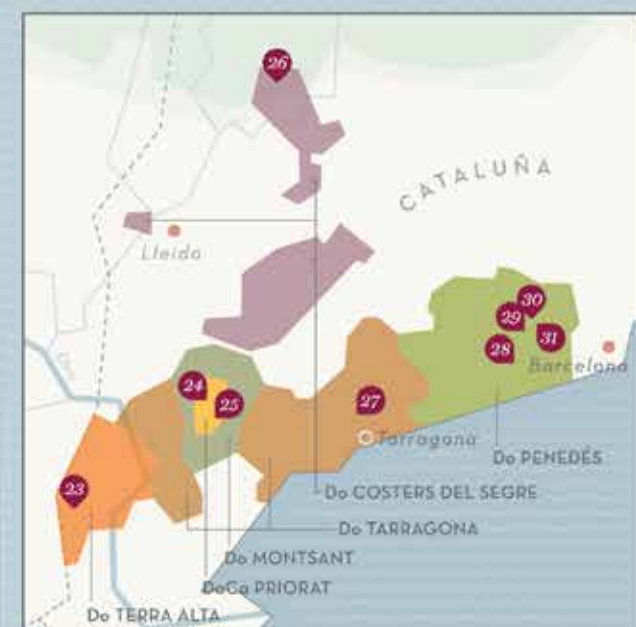 26
CATALUÑA
Lleida
30
29
31
28
Barcelona
24
25
27
Tarragona
23
Do PENEDÉS
Do COSTERS DEL SEGRE
Do TARRAGONA
Do MONTSANT
DoCa PRIORAT
Do TERRA ALTA